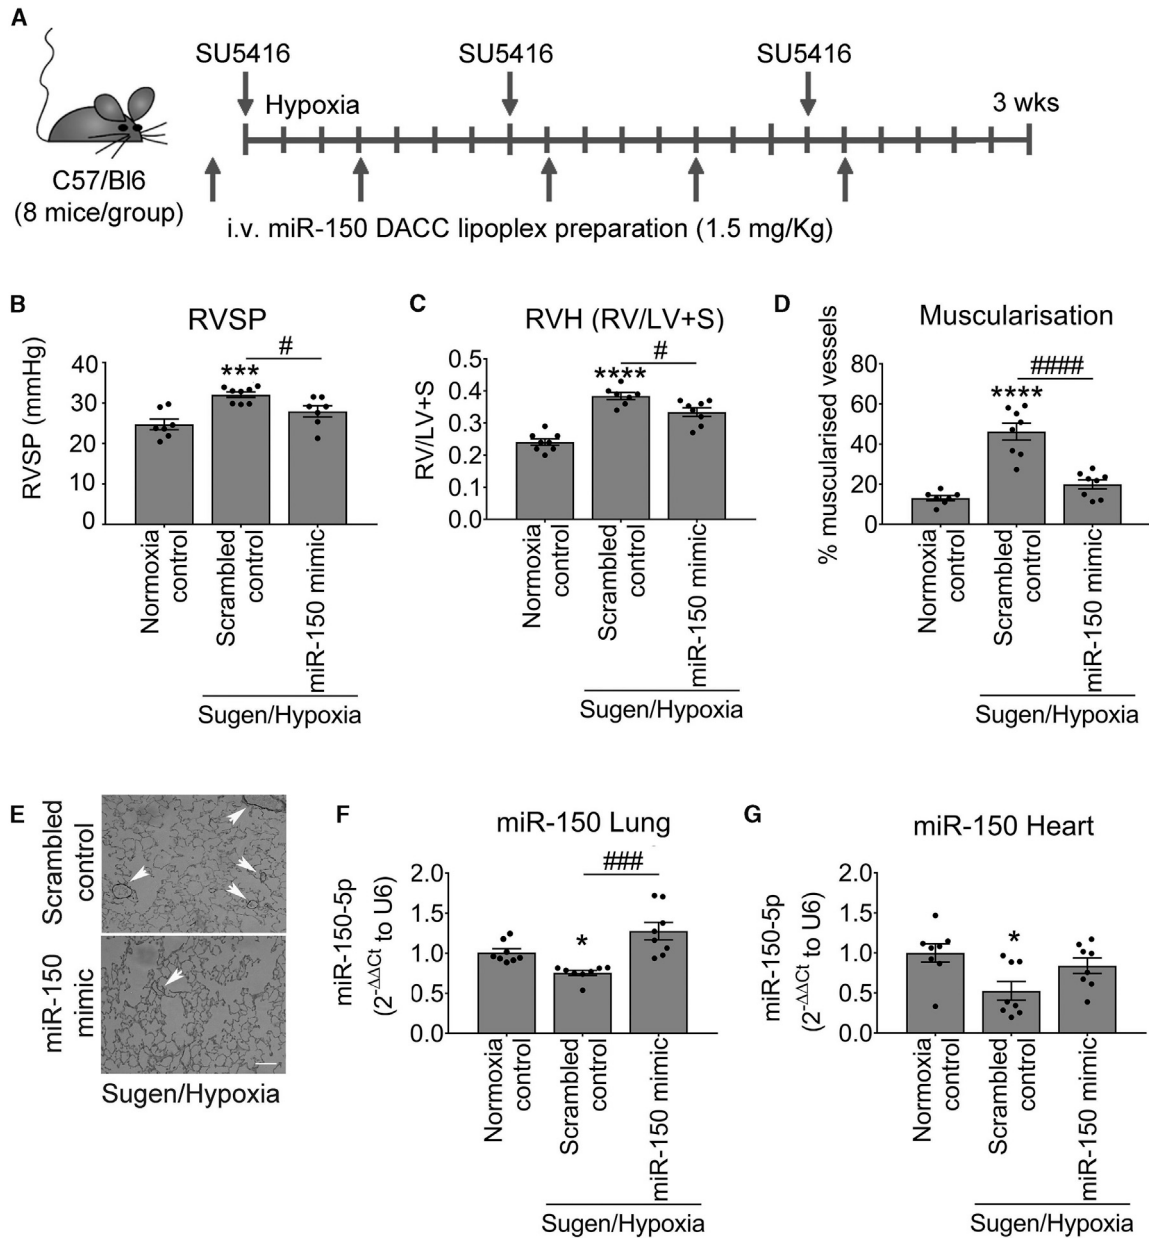 A
SU5416
SU5416
SU5416
Hypoxia
3 wks
C57/Bl6
(8 mice/group)
i.v. miR-150 DACC lipoplex preparation (1.5 mg/Kg)
B
RVSP
#
***
RVSP (mmHg)
40
30
20
10
0
Normoxia
control
Scrambled
control
miR-150 mimic
Sugen/Hypoxia
C
RVH (RV/LV+S)
#
****
RV/LV+S
0.5
0.4
0.3
0.2
0.1
0.0
Normoxia
control
Scrambled
control
miR-150 mimic
Sugen/Hypoxia
D
Muscularisation
####
****
% muscularised vessels
80
60
40
20
0
Normoxia
control
Scrambled
control
miR-150 mimic
Sugen/Hypoxia
E
Scrambled
control
miR-150
mimic
Sugen/Hypoxia
F
miR-150 Lung
###
*
miR-150-5p
(2-ΔΔCt to U6)
2.0
1.5
1.0
0.5
0.0
Normoxia
control
Scrambled
control
miR-150 mimic
Sugen/Hypoxia
G
miR-150 Heart
*
miR-150-5p
(2-ΔΔCt to U6)
2.0
1.5
1.0
0.5
0.0
Normoxia
control
Scrambled
control
miR-150 mimic
Sugen/Hypoxia